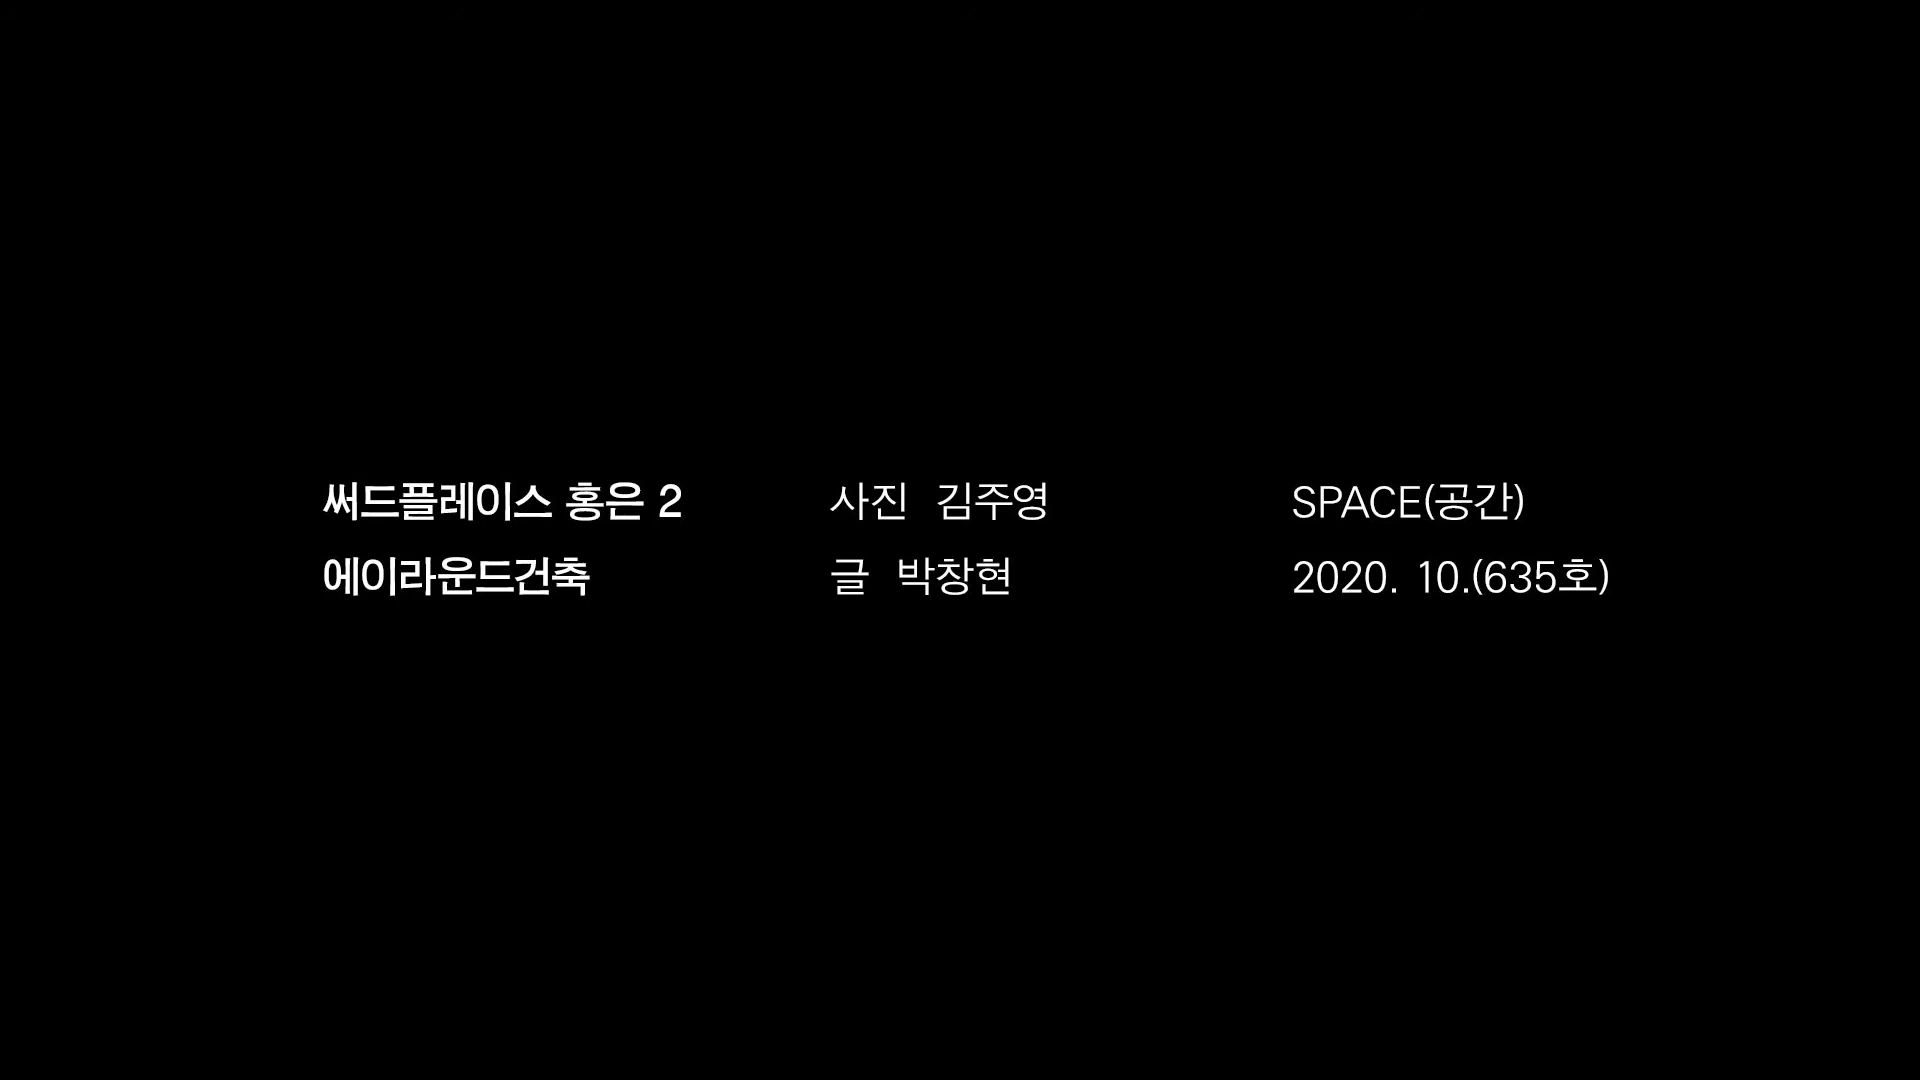 써드플레이스 홍은 2
에이라운드건축
사진 김주영
글 박창현
SPACE(공간)
2020. 10.(635호)